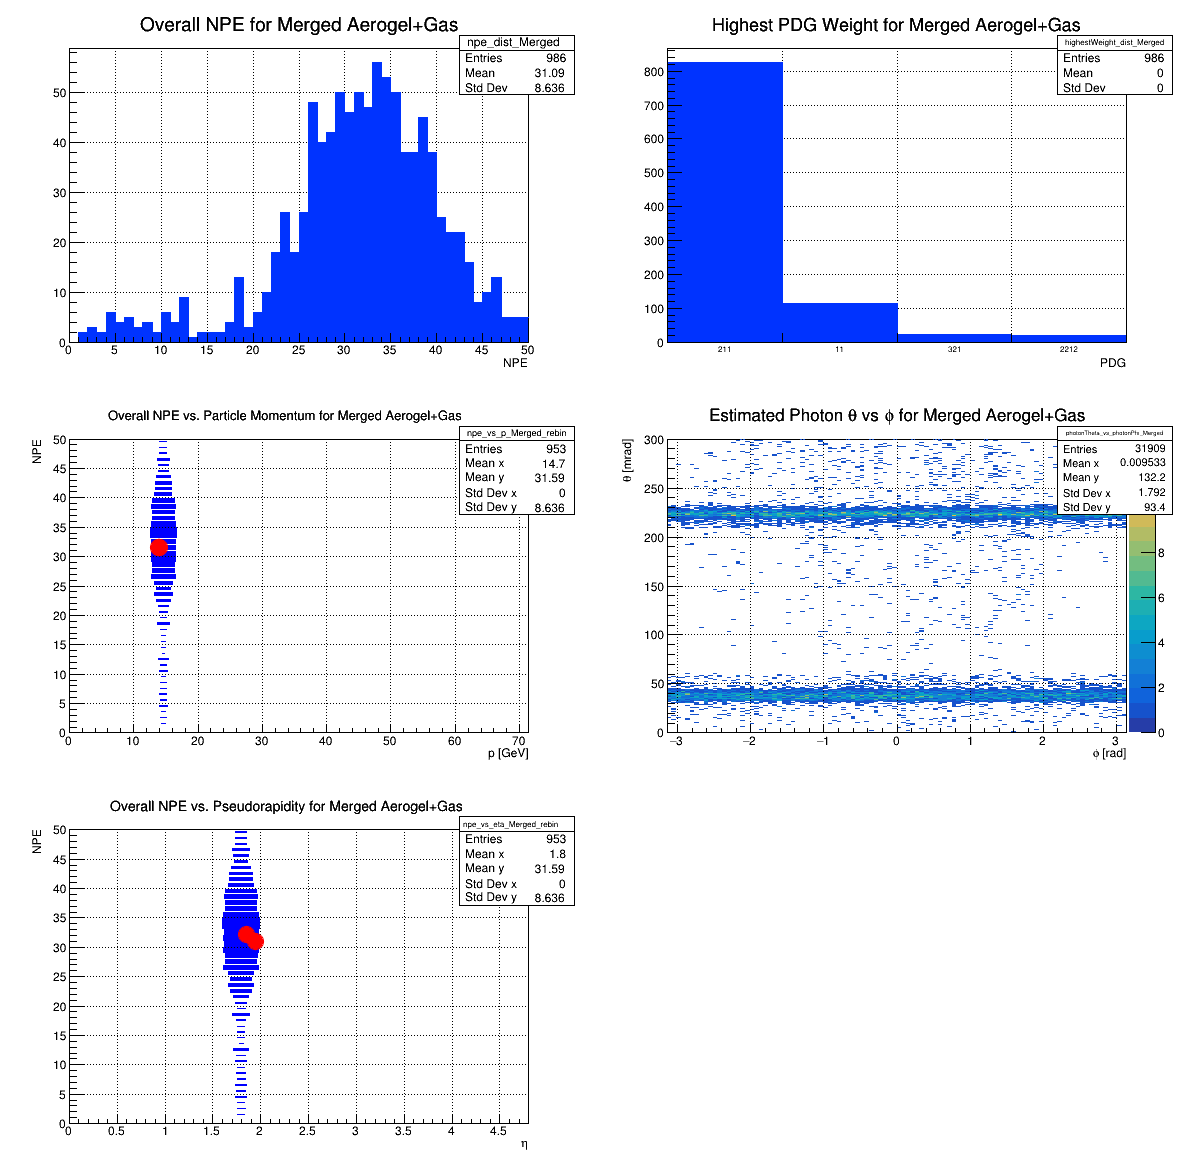 Overall NPE for Merged Aerogel+Gas
npe_dist_Merged
Entries 986
Mean 31.09
Std Dev 8.636
50
40
30
20
10
0
0 5 10 15 20 25 30 35 40 45 50
NPE
Highest PDG Weight for Merged Aerogel+Gas
highestWeight_dist_Merged
Entries 986
Mean 0
Std Dev 0
800
700
600
500
400
300
200
100
0
211 11 321 2212
PDG
Overall NPE vs. Particle Momentum for Merged Aerogel+Gas
npe_vs_p_Merged_rebin
Entries 953
Mean x 14.7
Mean y 31.59
Std Dev x 0
Std Dev y 8.636
NPE
50
45
40
35
30
25
20
15
10
5
0
0 10 20 30 40 50 60 70
p [GeV]
Estimated Photon θ vs ϕ for Merged Aerogel+Gas
photonTheta_vs_photonPhi_Merged
Entries 31909
Mean x 0.009533
Mean y 132.2
Std Dev x 1.792
Std Dev y 93.4
θ [mrad]
300
250
200
150
100
50
0
−3 −2 −1 0 1 2 3
ϕ [rad]
8
6
4
2
0
Overall NPE vs. Pseudorapidity for Merged Aerogel+Gas
npe_vs_eta_Merged_rebin
Entries 953
Mean x 1.8
Mean y 31.59
Std Dev x 0
Std Dev y 8.636
NPE
50
45
40
35
30
25
20
15
10
5
0
0 0.5 1 1.5 2 2.5 3 3.5 4 4.5
η